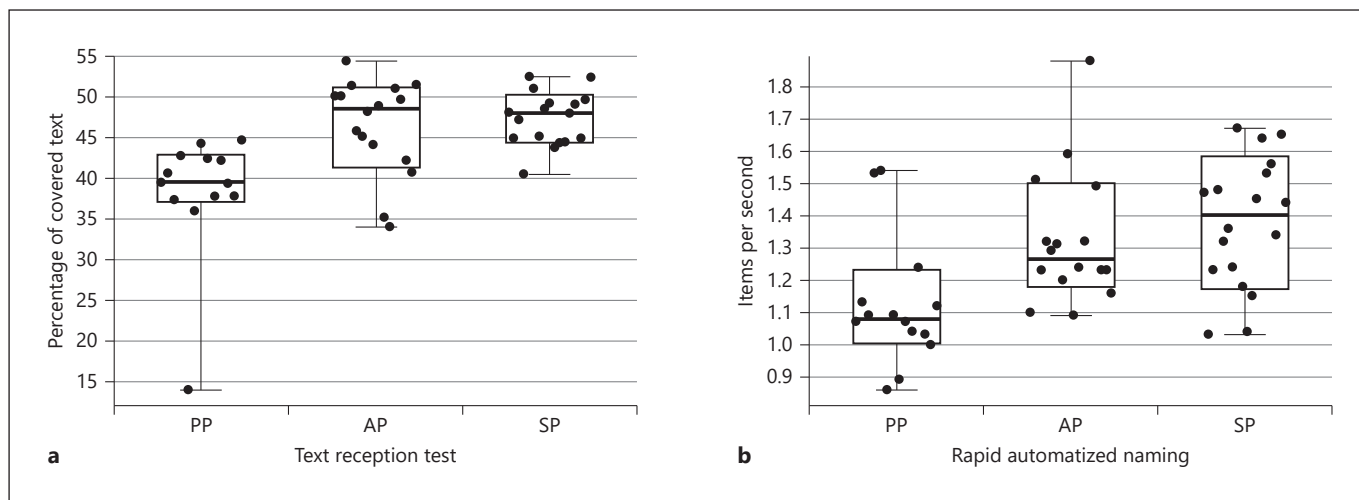 Percentage of covered text
55
50
45
40
35
30
25
20
15
PP
AP
SP
a
Text reception test
Items per second
1.8
1.7
1.6
1.5
1.4
1.3
1.2
1.1
1.0
0.9
PP
AP
SP
b
Rapid automatized naming